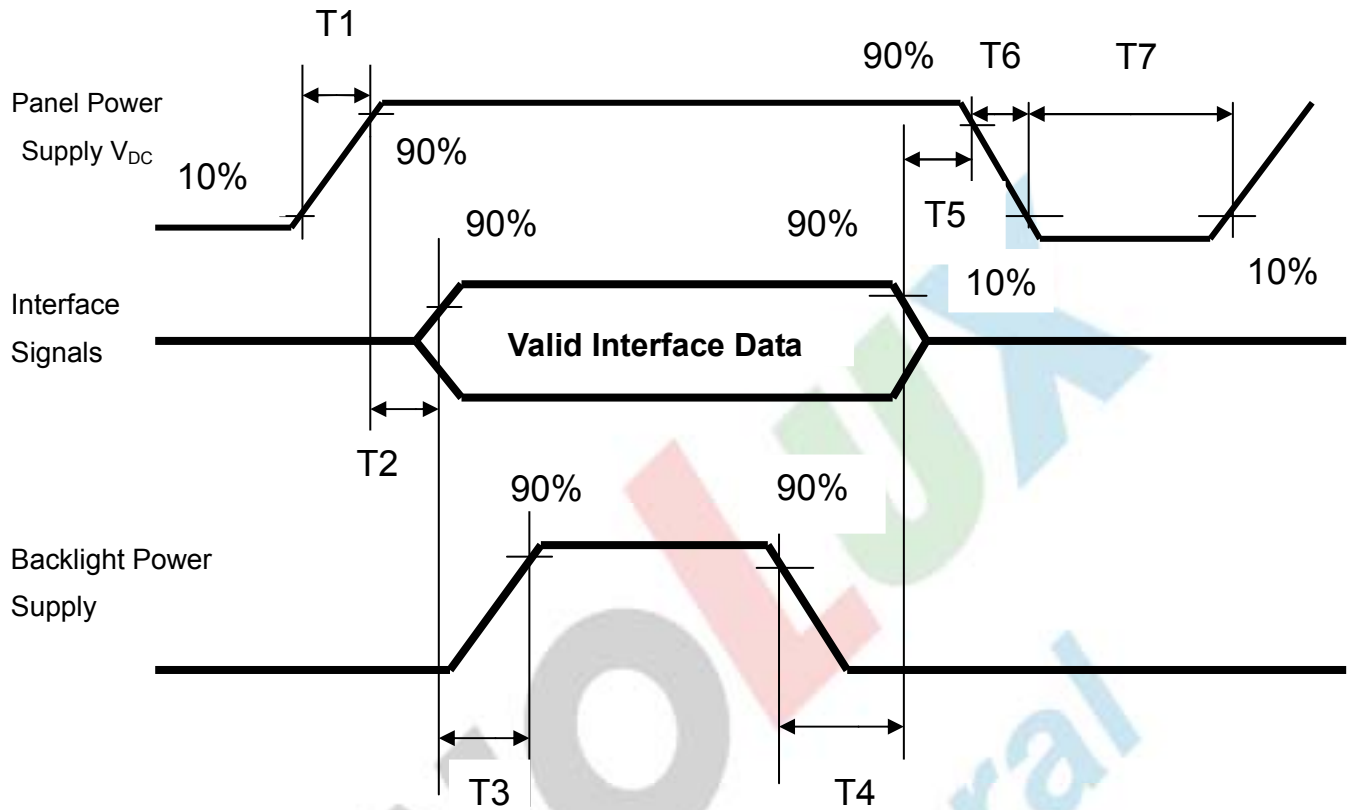 T1
90%
T6
T7
Panel Power
Supply VDC
10%
90%
T5
90%
90%
10%
10%
Interface
Signals
Valid Interface Data
T2
90%
90%
Backlight Power
Supply
T3
T4